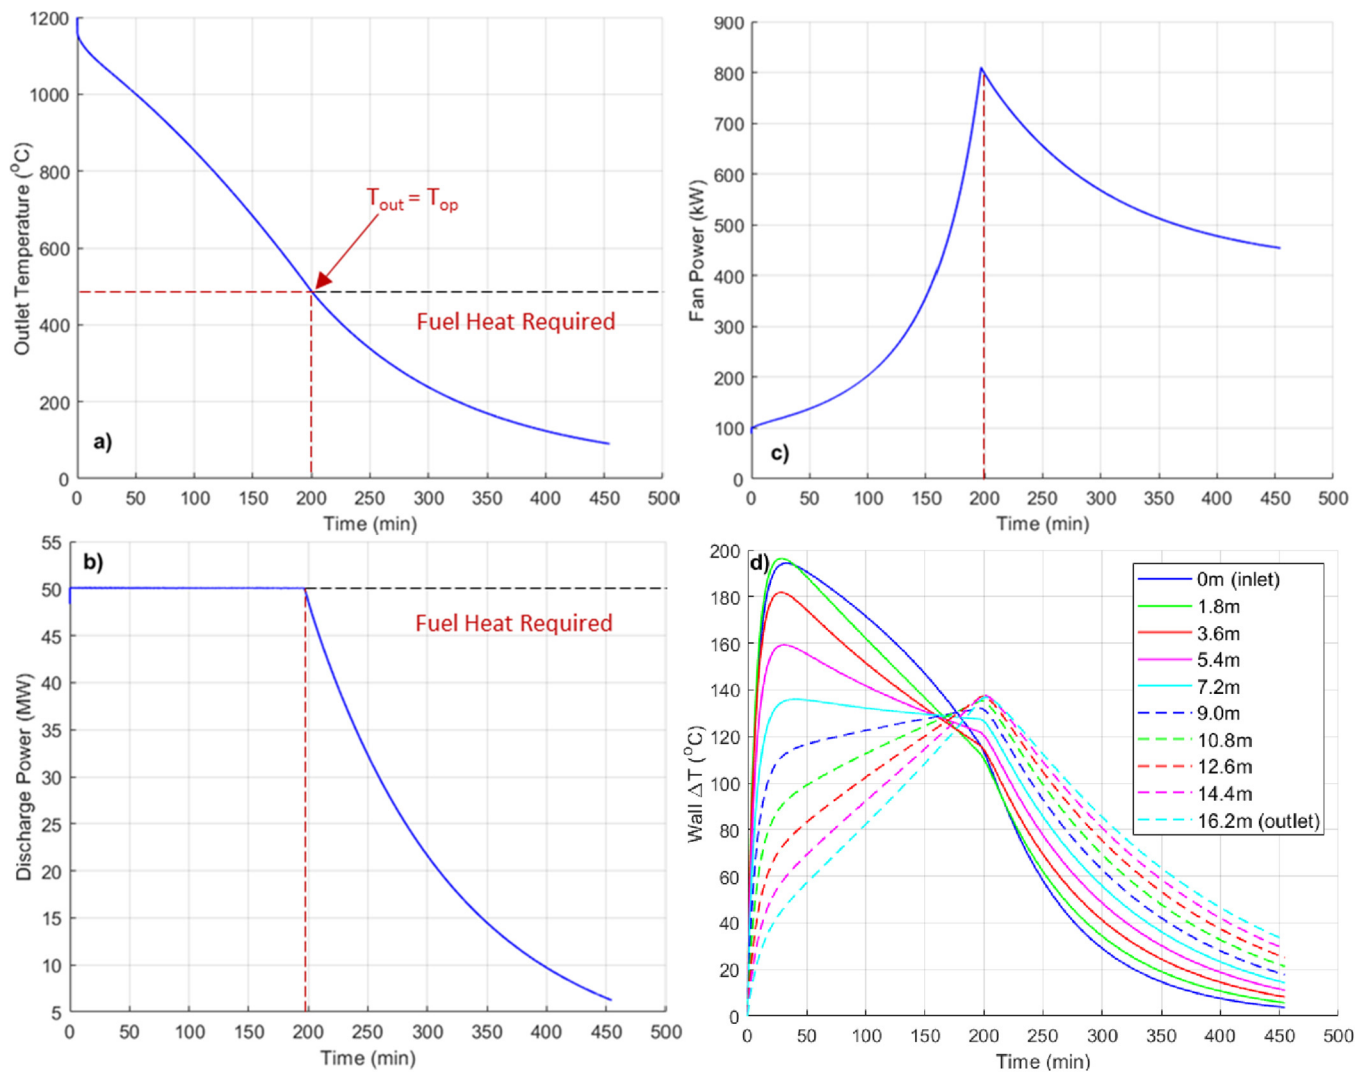 1200
1000
800
600
400
200
0
Outlet Temperature (°C)
T_out = T_op
Fuel Heat Required
a)
0 50 100 150 200 250 300 350 400 450 500
Time (min)
900
800
700
600
500
400
300
200
100
0
Fan Power (kW)
c)
0 50 100 150 200 250 300 350 400 450 500
Time (min)
55
50
45
40
35
30
25
20
15
10
5
Discharge Power (MW)
b)
Fuel Heat Required
0 50 100 150 200 250 300 350 400 450 500
Time (min)
200
180
160
140
120
100
80
60
40
20
0
Wall ΔT (°C)
d)
0m (inlet)
1.8m
3.6m
5.4m
7.2m
9.0m
10.8m
12.6m
14.4m
16.2m (outlet)
0 50 100 150 200 250 300 350 400 450 500
Time (min)